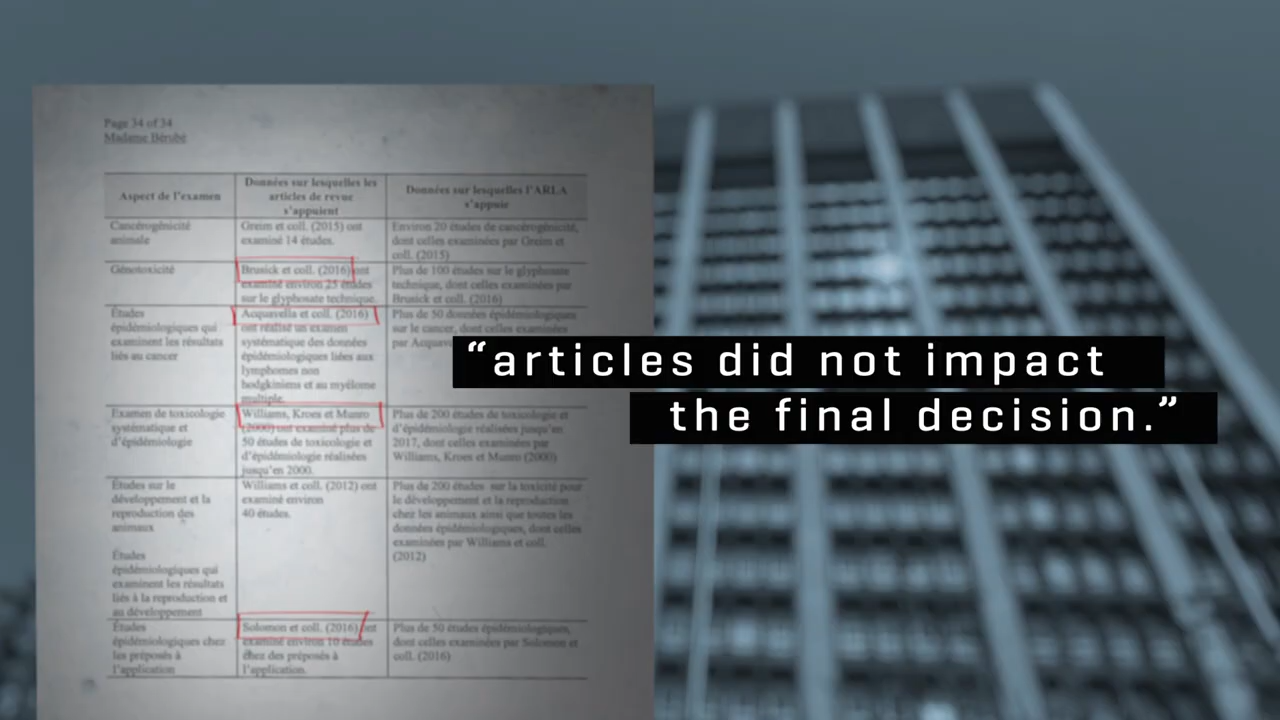 Page 34 of 34
Madame Bérubé
Aspect de l'examen
Données sur lesquelles les
articles de revue
s'appuient
Données sur lesquelles l'ARLA
s'appuie
Cancérogénicité
animale
Greim et coll. (2015) ont
examiné 14 études.
Environ 20 études de cancérogénicité,
dont celles examinées par Greim et
coll. (2015)
Génotoxicité
Brusick et coll. (2016) ont
examiné environ 25 études
sur le glyphosate technique.
Plus de 100 études sur le glyphosate
technique, dont celles examinées par
Brusick et coll. (2016)
Études
épidémiologiques qui
examinent les résultats
liés au cancer
Acquavella et coll. (2016)
ont réalisé un examen
systématique des données
épidémiologiques liées aux
lymphomes non
hodgkiniens et au myélome
multiple.
Plus de 50 données épidémiologiques
sur le cancer, dont celles examinées
par Acquav
Examen de toxicologie
systématique et
d'épidémiologie
Williams, Kroes et Munro
(2000) ont examiné plus de
50 études de toxicologie et
d'épidémiologie réalisées
jusqu'en 2000.
Plus de 200 études de toxicologie et
d'épidémiologie réalisées jusqu'en
2017, dont celles examinées par
Williams, Kroes et Munro (2000)
Études sur le
développement et la
reproduction des
animaux
Études
épidémiologiques qui
examinent les résultats
liés à la reproduction et
au développement
Williams et coll. (2012) ont
examiné environ
40 études.
Plus de 200 études sur la toxicité pour
le développement et la reproduction
chez les animaux ainsi que toutes les
données épidémiologiques, dont celles
examinées par Williams et coll.
(2012)
Études
épidémiologiques chez
les préposés à
l'application
Solomon et coll. (2016) ont
examiné environ 10 études
chez des préposés à
l'application.
Plus de 50 études épidémiologiques,
dont celles examinées par Solomon et
coll. (2016)
“articles did not impact
the final decision.”